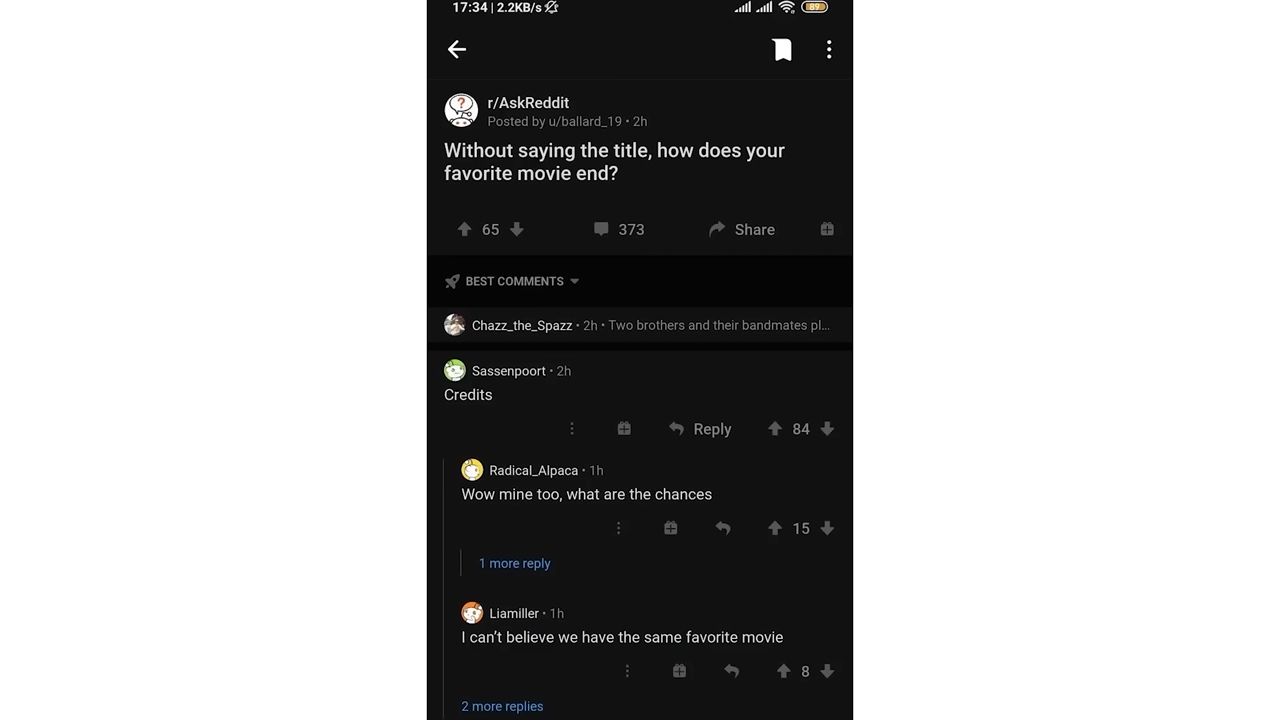 17:34 | 2.2KB/s
89
r/AskReddit
Posted by u/ballard_19 • 2h
Without saying the title, how does your
favorite movie end?
65
373
Share
BEST COMMENTS
Chazz_the_Spazz • 2h • Two brothers and their bandmates pl...
Sassenpoort • 2h
Credits
Reply
84
Radical_Alpaca • 1h
Wow mine too, what are the chances
15
1 more reply
Liamiller • 1h
I can't believe we have the same favorite movie
8
2 more replies